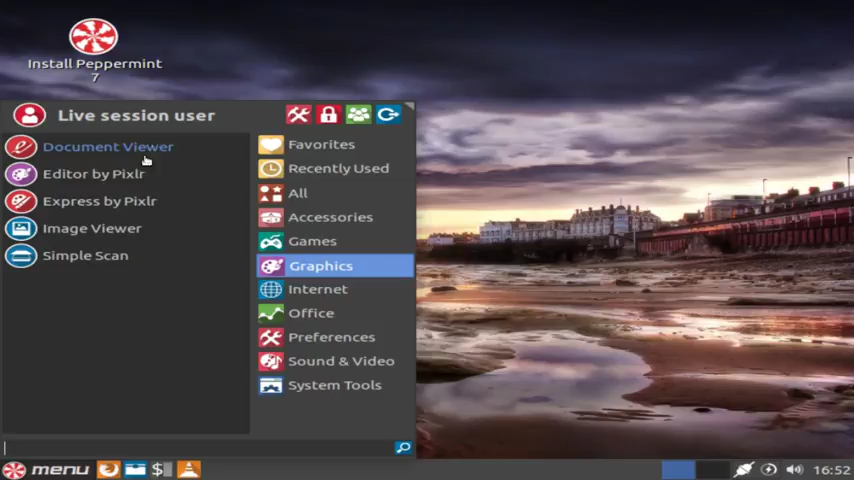 Install Peppermint
7
Live session user
Document Viewer
Editor by Pixlr
Express by Pixlr
Image Viewer
Simple Scan
Favorites
Recently Used
All
Accessories
Games
Graphics
Internet
Office
Preferences
Sound & Video
System Tools
menu
$
16:52